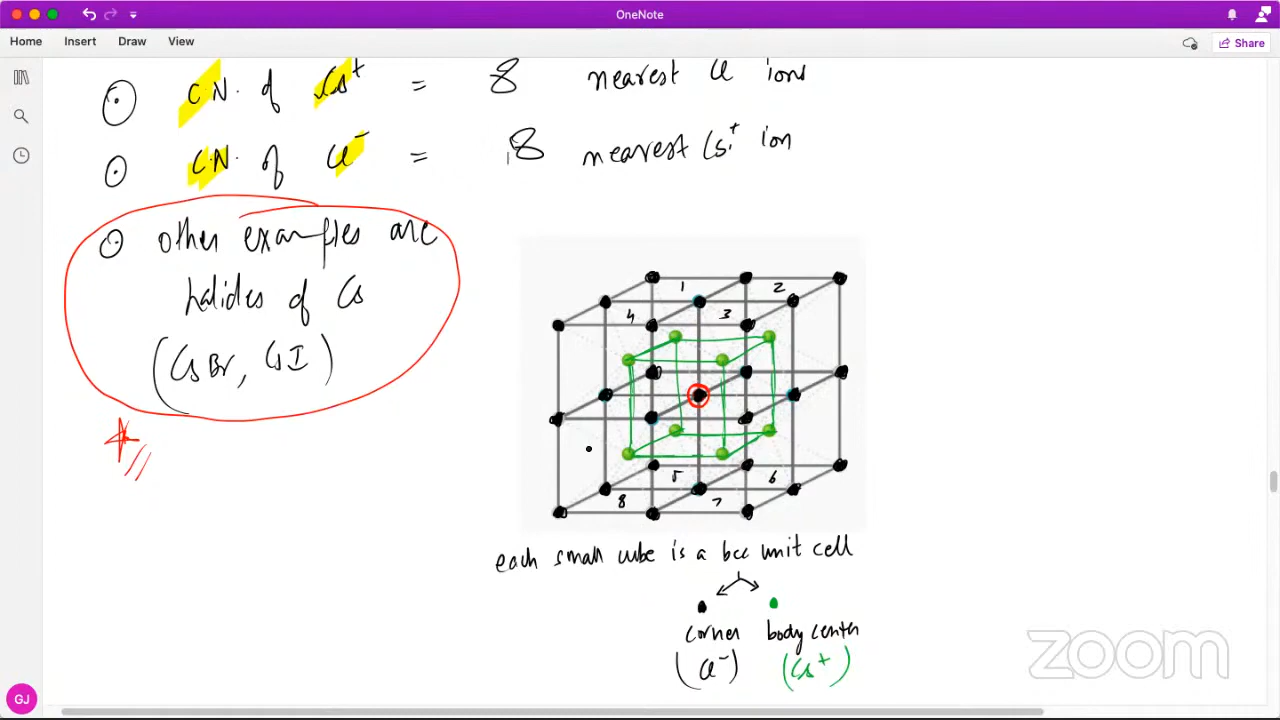 OneNote
Home Insert Draw View
Share
C.N. of Cs+ = 8 nearest Cl ions
C.N. of Cl- = 8 nearest Cs+ ion
other examples are
halides of Cs
(CsBr, CsI)
1 2
4 3
5 6
8 7
each small cube is a bcc unit cell
corner body center
(Cl-) (Cs+)
zoom
GJ